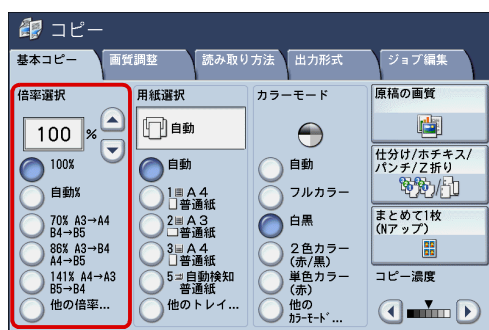 コピー
基本コピー
画質調整
読み取り方法
出力形式
ジョブ編集
倍率選択
100 %
100%
自動%
70% A3→A4
B4→B5
86% A3→B4
A4→B5
141% A4→A3
B5→B4
他の倍率...
用紙選択
自動
自動
1 A4
普通紙
2 A3
普通紙
3 A4
普通紙
5 自動検知
普通紙
他のトレイ...
カラーモード
自動
フルカラー
白黒
2色カラー
(赤/黒)
単色カラー
(赤)
他の
ｶﾗｰﾓｰﾄﾞ...
原稿の画質
仕分け/ホチキス/
パンチ/Z折り
まとめて1枚
(Nアップ)
コピー濃度